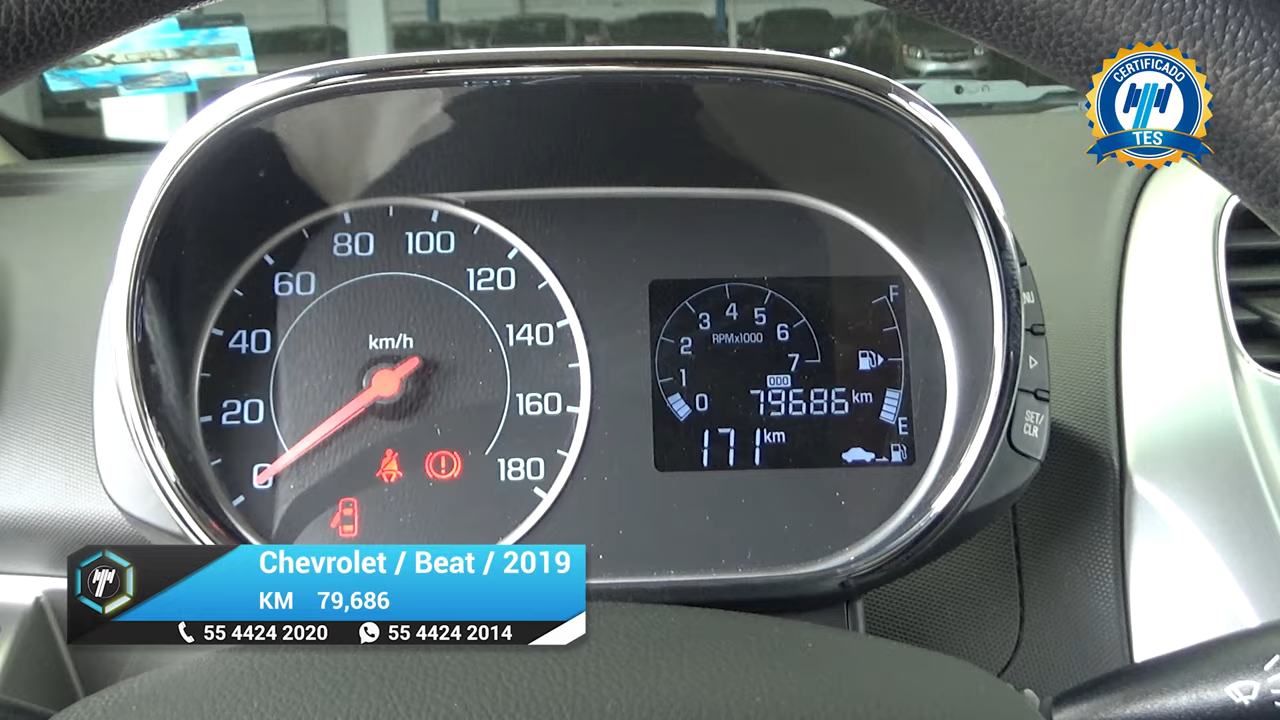 CERTIFICADO
TES
80 100
60 120
km/h
40 140
20 160
0 180
F
3 4 5
2 RPMx1000 6
7
1 ODO
0 79686 km
E
171 km
NU
SET/
CLR
Chevrolet / Beat / 2019
KM 79,686
55 4424 2020 55 4424 2014